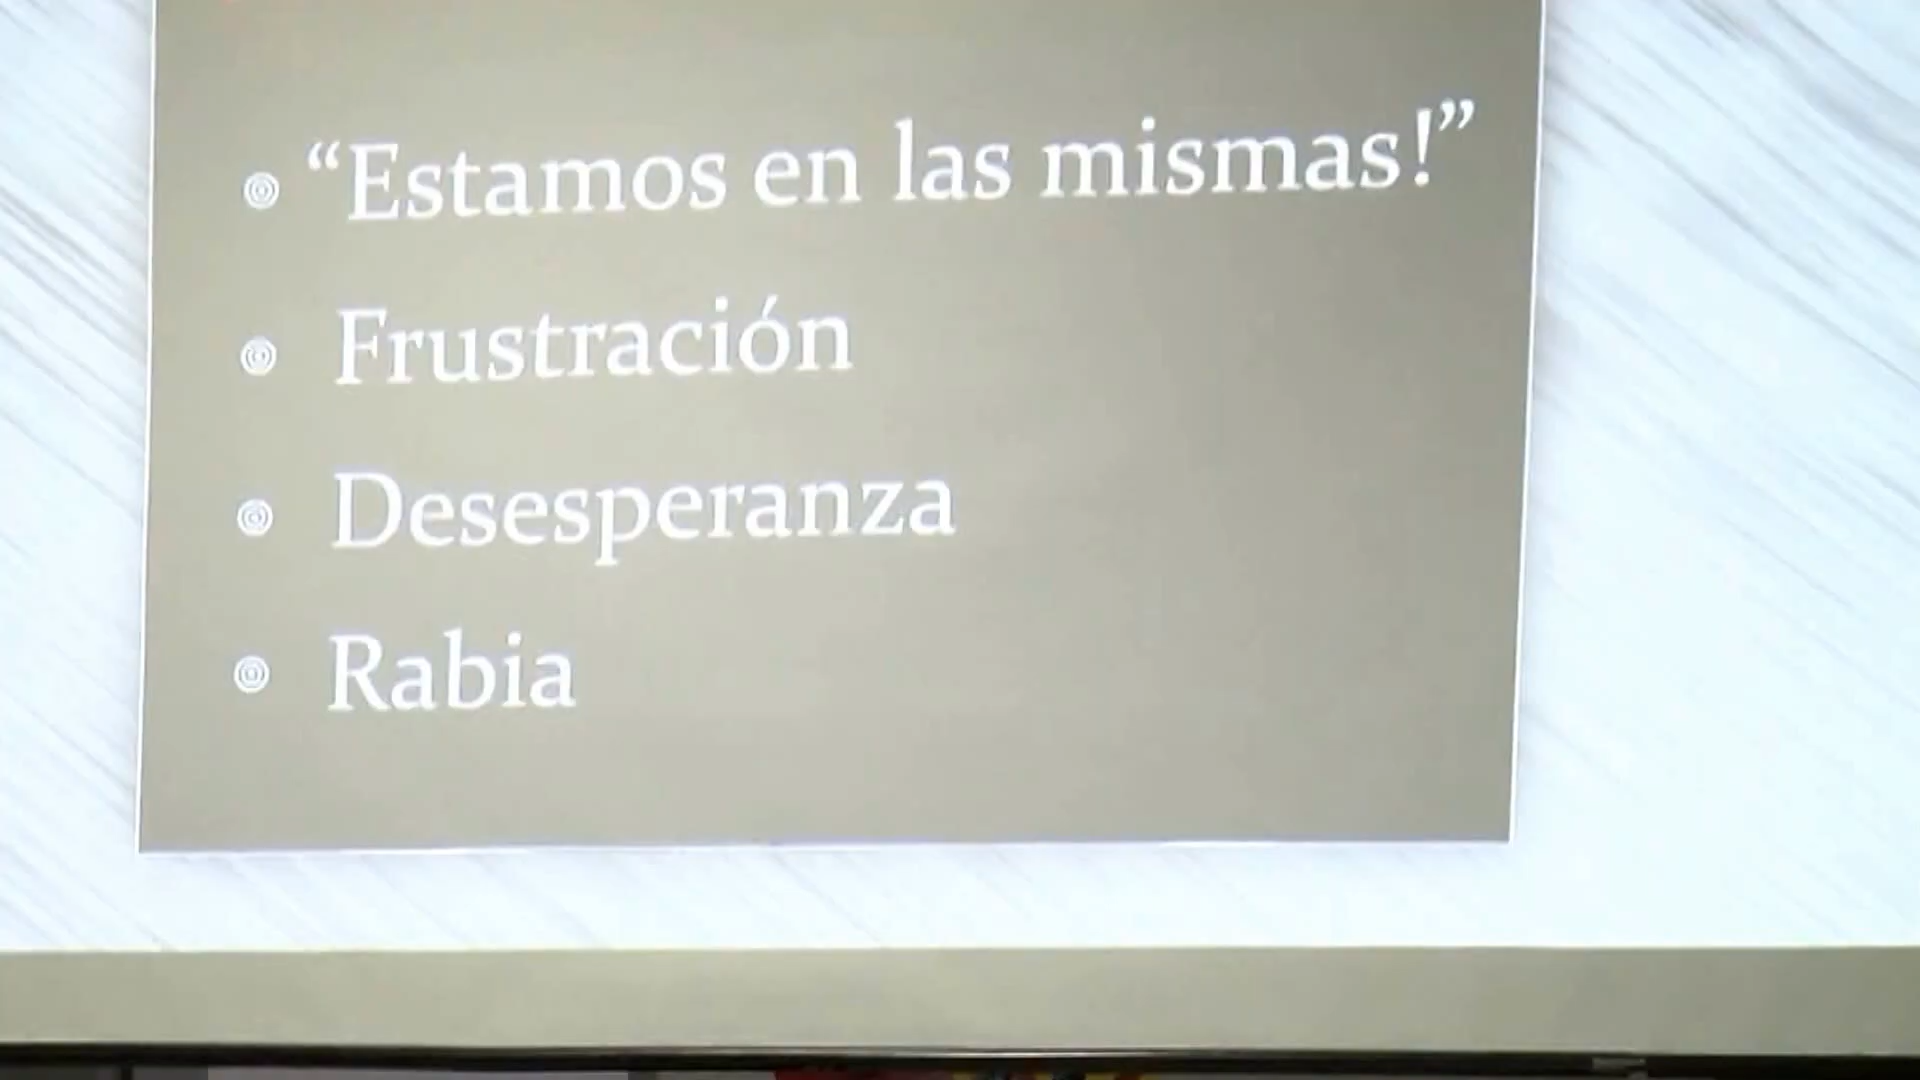 “Estamos en las mismas!”
Frustración
Desesperanza
Rabia